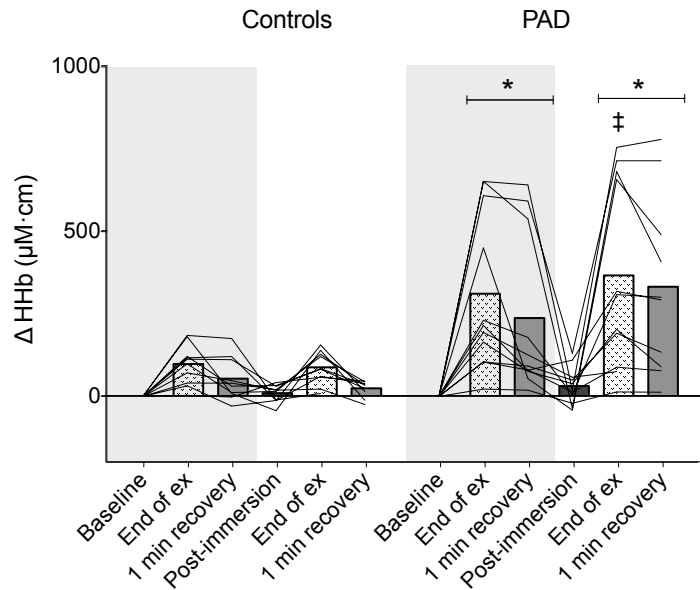 Controls PAD
1000
500
0
Δ HHb (µM·cm)
* *
‡
Baseline
End of ex
1 min recovery
Post-immersion
End of ex
1 min recovery
Baseline
End of ex
1 min recovery
Post-immersion
End of ex
1 min recovery